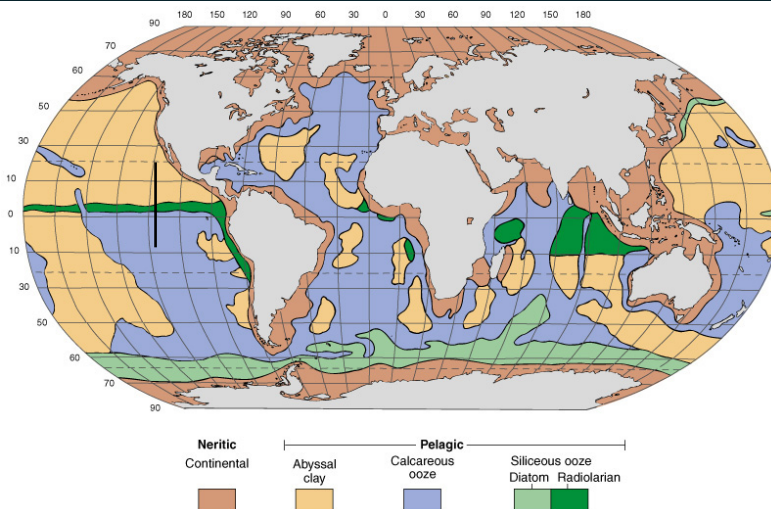 180 150 120 90 60 30 0 30 60 90 120 150 180
90
70
60
50
30
10
0
10
30
50
60
70
90
Neritic
Continental
Pelagic
Abyssal
clay
Calcareous
ooze
Siliceous ooze
Diatom Radiolarian